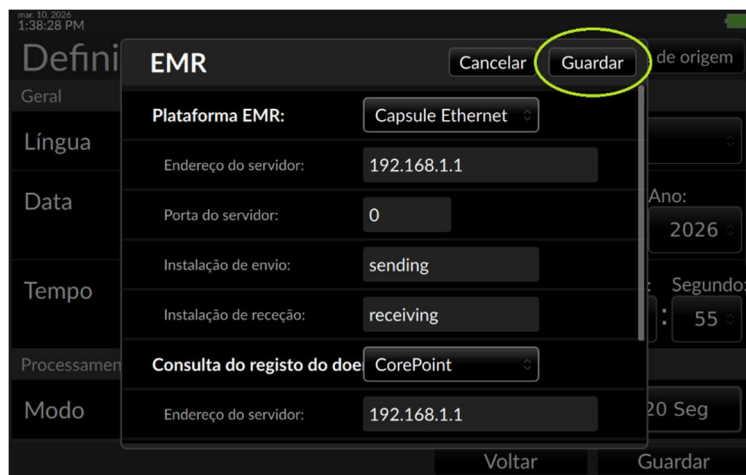 mar. 10, 2026
1:38:28 PM
Defini
de origem
EMR
Cancelar
Guardar
Geral
Plataforma EMR:
Capsule Ethernet
Língua
Endereço do servidor:
192.168.1.1
Data
Ano:
Porta do servidor:
0
2026
Instalação de envio:
sending
Tempo
Segundo:
Instalação de receção:
receiving
:
55
Processamen
Consulta do registo do doe
CorePoint
Modo
Endereço do servidor:
192.168.1.1
20 Seg
Voltar
Guardar